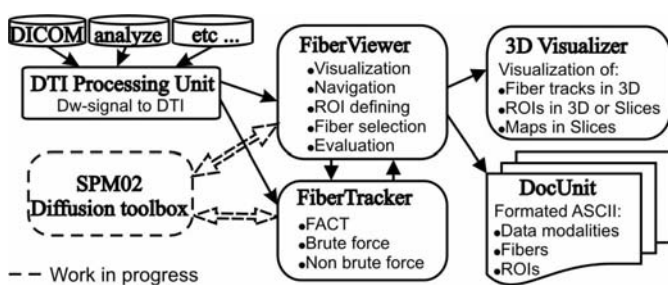 DICOM
analyze
etc ...
DTI Processing Unit
Dw-signal to DTI
SPM02
Diffusion toolbox
Work in progress
FiberViewer
•Visualization
•Navigation
•ROI defining
•Fiber selection
•Evaluation
FiberTracker
•FACT
•Brute force
•Non brute force
3D Visualizer
Visualization of:
•Fiber tracks in 3D
•ROIs in 3D or Slices
•Maps in Slices
DocUnit
Formated ASCII:
•Data modalities
•Fibers
•ROIs